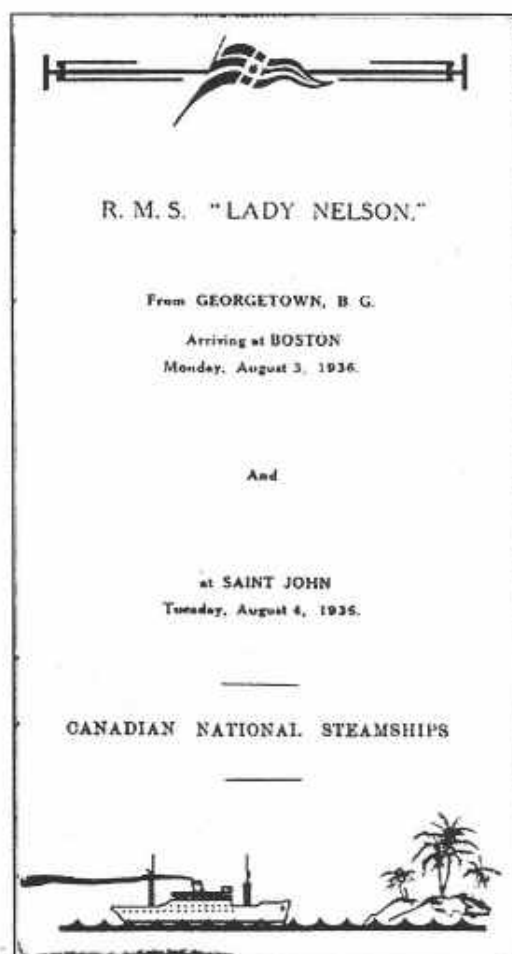 R. M. S. "LADY NELSON."
From GEORGETOWN, B G.
Arriving at BOSTON
Monday, August 3, 1936.
And
at SAINT JOHN
Tuesday, August 4, 1936.
CANADIAN NATIONAL STEAMSHIPS